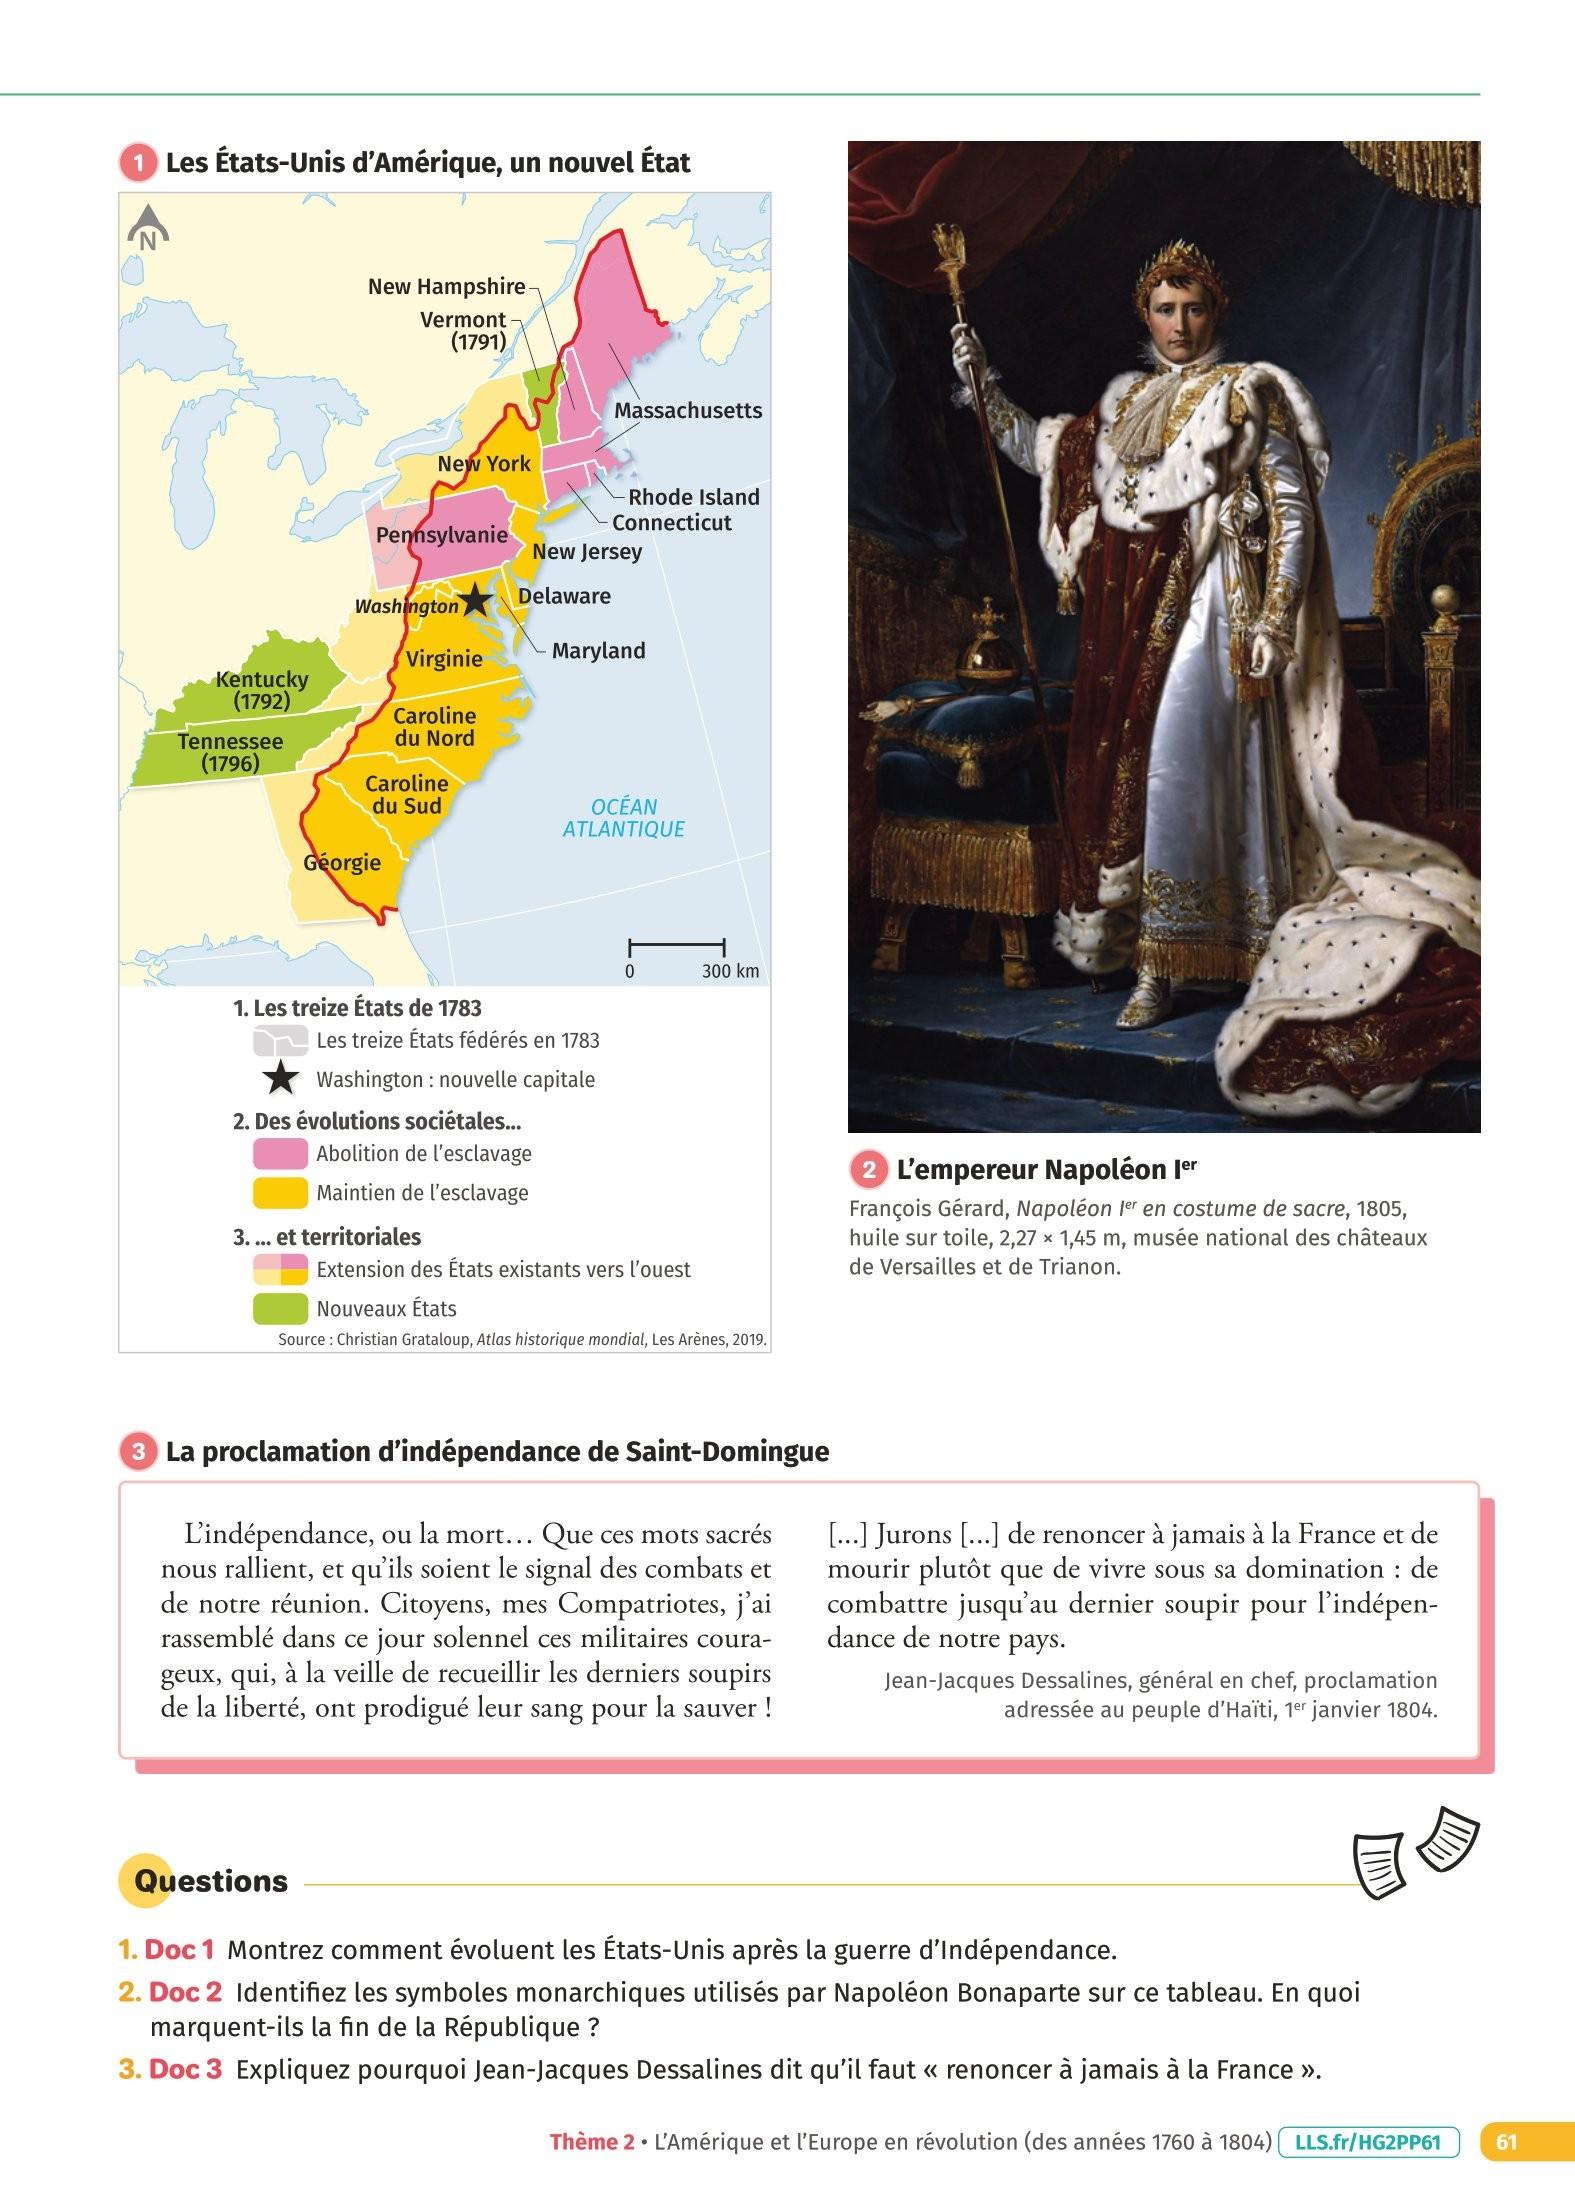 1 Les États-Unis d'Amérique, un nouvel État
N
New Hampshire
Vermont
(1791)
Massachusetts
New York
Rhode Island
Connecticut
Pennsylvanie
New Jersey
Delaware
Washington
Maryland
Virginie
Kentucky
(1792)
Caroline
du Nord
Tennessee
(1796)
Caroline
du Sud
OCÉAN
ATLANTIQUE
Géorgie
0 300 km
1. Les treize États de 1783
Les treize États fédérés en 1783
Washington : nouvelle capitale
2. Des évolutions sociétales...
Abolition de l'esclavage
Maintien de l'esclavage
3. ... et territoriales
Extension des États existants vers l'ouest
Nouveaux États
Source : Christian Grataloup, Atlas historique mondial, Les Arènes, 2019.
2 L'empereur Napoléon Ier
François Gérard, Napoléon Ier en costume de sacre, 1805,
huile sur toile, 2,27 × 1,45 m, musée national des châteaux
de Versailles et de Trianon.
3 La proclamation d'indépendance de Saint-Domingue
L'indépendance, ou la mort… Que ces mots sacrés
nous rallient, et qu'ils soient le signal des combats et
de notre réunion. Citoyens, mes Compatriotes, j'ai
rassemblé dans ce jour solennel ces militaires coura-
geux, qui, à la veille de recueillir les derniers soupirs
de la liberté, ont prodigué leur sang pour la sauver !
[...] Jurons [...] de renoncer à jamais à la France et de
mourir plutôt que de vivre sous sa domination : de
combattre jusqu'au dernier soupir pour l'indépen-
dance de notre pays.
Jean-Jacques Dessalines, général en chef, proclamation
adressée au peuple d'Haïti, 1er janvier 1804.
Questions
1. Doc 1 Montrez comment évoluent les États-Unis après la guerre d'Indépendance.
2. Doc 2 Identifiez les symboles monarchiques utilisés par Napoléon Bonaparte sur ce tableau. En quoi
marquent-ils la fin de la République ?
3. Doc 3 Expliquez pourquoi Jean-Jacques Dessalines dit qu'il faut « renoncer à jamais à la France ».
Thème 2 • L'Amérique et l'Europe en révolution (des années 1760 à 1804) LLS.fr/HG2PP61 61